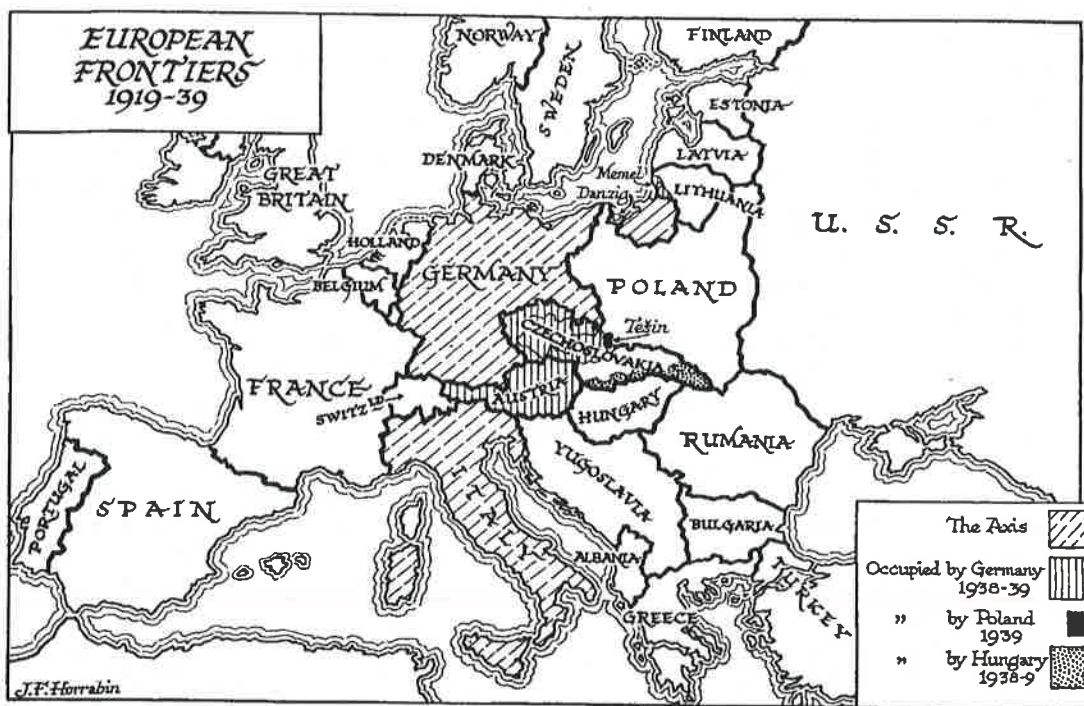 EUROPEAN
FRONTIERS
1919-39
NORWAY
SWEDEN
FINLAND
ESTONIA
LATVIA
LITHUANIA
Memel
Danzig
DENMARK
GREAT
BRITAIN
HOLLAND
BELGIUM
GERMANY
POLAND
U. S. S. R.
Těšin
CZECHOSLOVAKIA
FRANCE
SWITZLD
AUSTRIA
HUNGARY
RUMANIA
YUGOSLAVIA
ITALY
PORTUGAL
SPAIN
BULGARIA
ALBANIA
GREECE
TURKEY
The Axis
Occupied by Germany
1938-39
" by Poland
1939
" by Hungary
1938-9
J.F. Horrabin